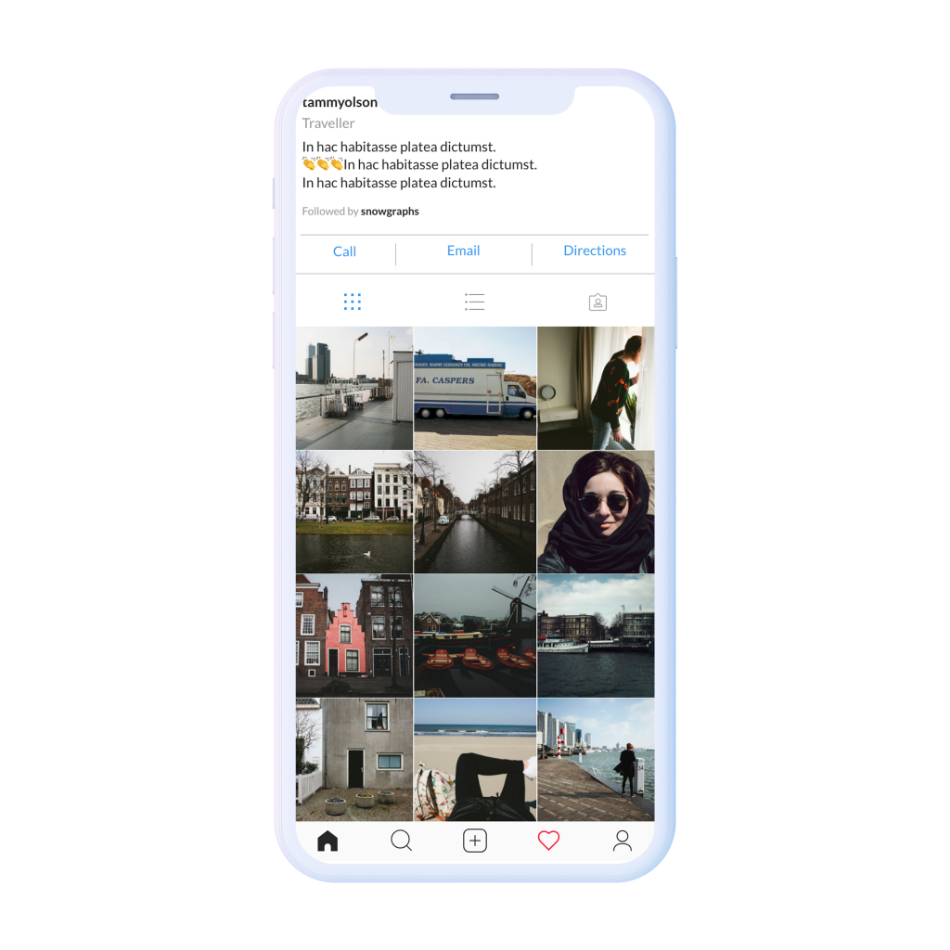 tammyolson
Traveller
In hac habitasse platea dictumst.
👏👏👏In hac habitasse platea dictumst.
In hac habitasse platea dictumst.
Followed by snowgraphs
Call
Email
Directions
FA. CASPERS